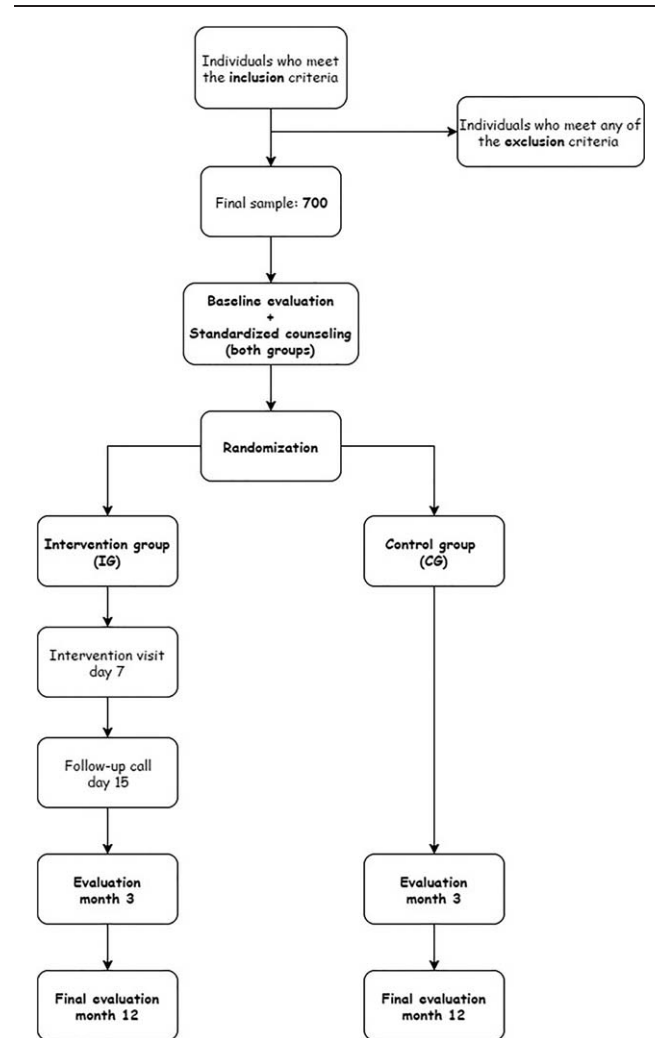 Individuals who meet
the inclusion criteria
Individuals who meet any of
the exclusion criteria
Final sample: 700
Baseline evaluation
+
Standardized counseling
(both groups)
Randomization
Intervention group
(IG)
Control group
(CG)
Intervention visit
day 7
Follow-up call
day 15
Evaluation
month 3
Evaluation
month 3
Final evaluation
month 12
Final evaluation
month 12